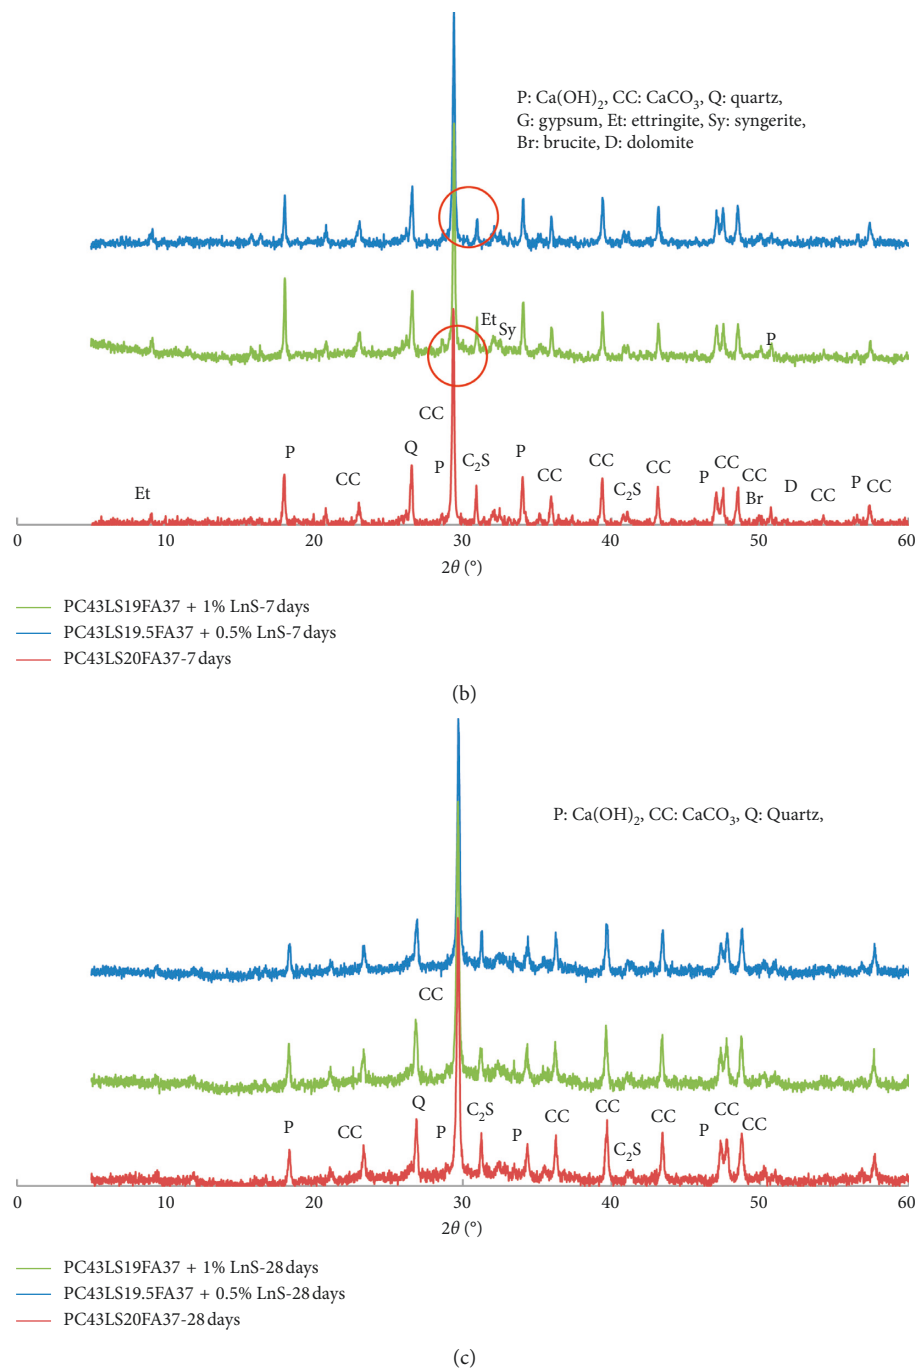 P: Ca(OH)₂, CC: CaCO₃, Q: quartz,
G: gypsum, Et: ettringite, Sy: syngerite,
Br: brucite, D: dolomite
Et
Sy
P
CC
Et
P
CC
Q
P
C₂S
P
CC
CC
C₂S
CC
P
CC
CC
Br
D
CC
P
CC
0
10
20
30
40
50
60
2θ (°)
PC43LS19FA37 + 1% LnS-7 days
PC43LS19.5FA37 + 0.5% LnS-7 days
PC43LS20FA37-7 days
(b)
P: Ca(OH)₂, CC: CaCO₃, Q: Quartz,
CC
P
CC
Q
P
C₂S
P
CC
CC
C₂S
CC
P
CC
CC
0
10
20
30
40
50
60
2θ (°)
PC43LS19FA37 + 1% LnS-28 days
PC43LS19.5FA37 + 0.5% LnS-28 days
PC43LS20FA37-28 days
(c)